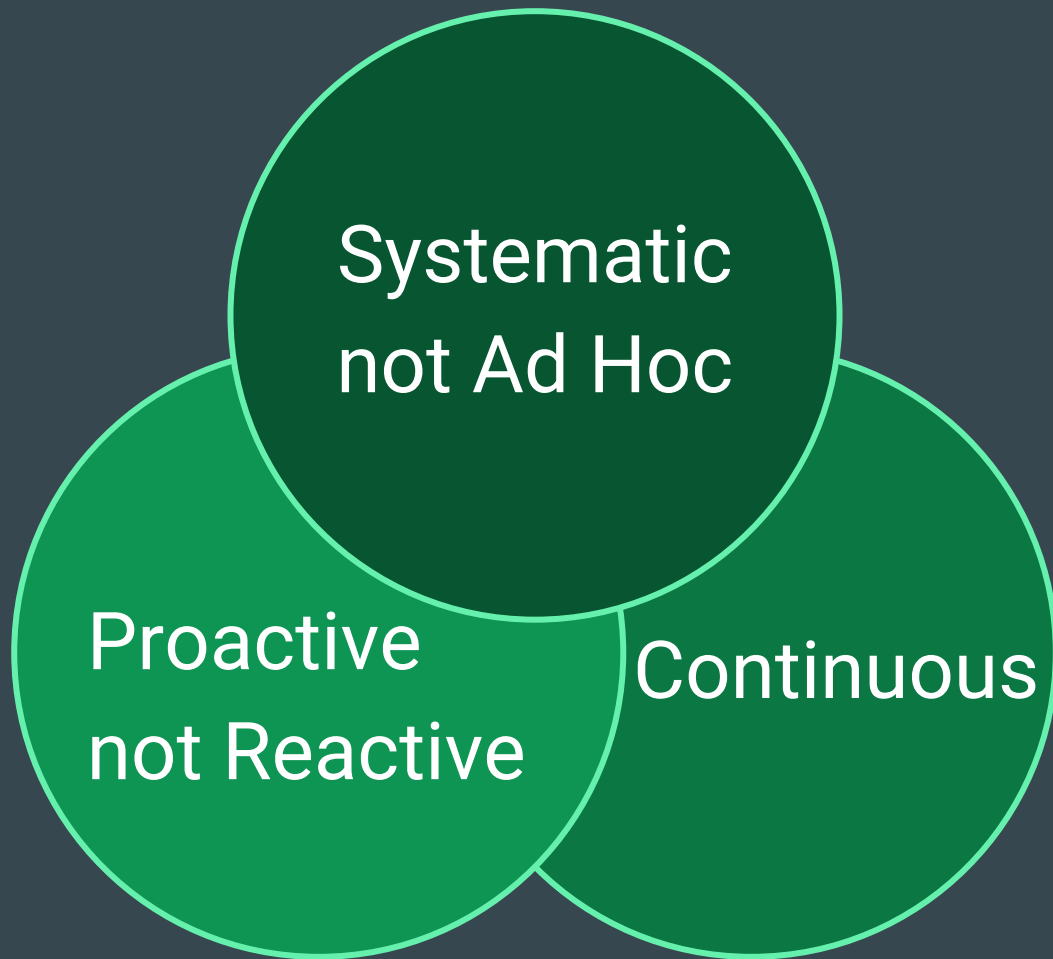 Systematic
not Ad Hoc
Proactive
not Reactive
Continuous